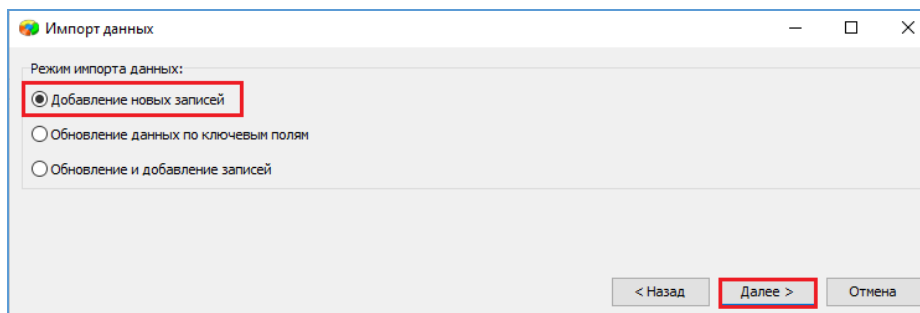 Импорт данных
Режим импорта данных:
Добавление новых записей
Обновление данных по ключевым полям
Обновление и добавление записей
< Назад Далее > Отмена